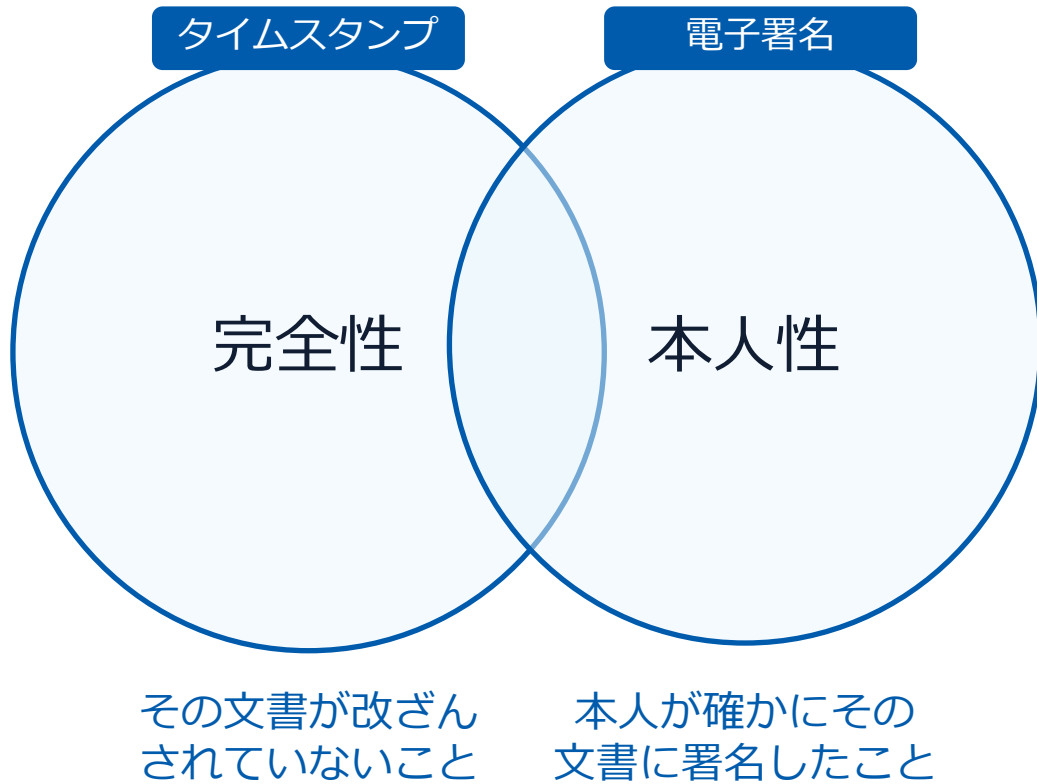 タイムスタンプ
電子署名
完全性
本人性
その文書が改ざん
されていないこと
本人が確かにその
文書に署名したこと